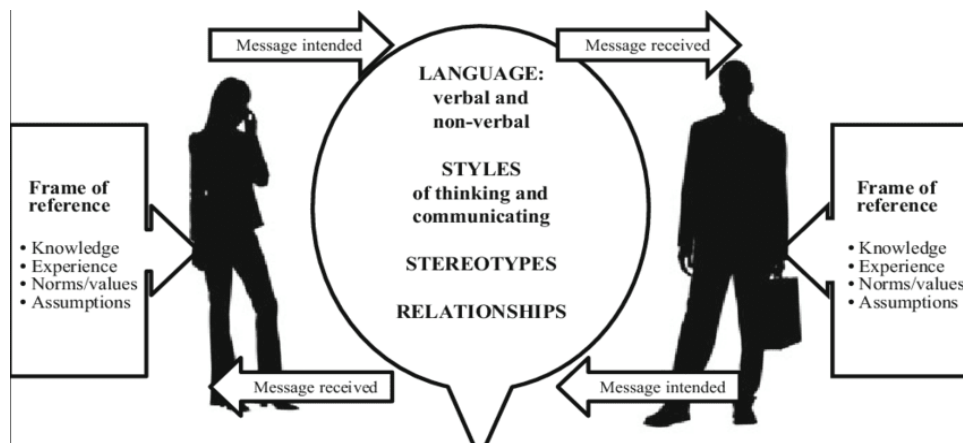 Message intended
Message received
LANGUAGE:
verbal and
non-verbal
STYLES
of thinking and
communicating
STEREOTYPES
RELATIONSHIPS
Frame of
reference
• Knowledge
• Experience
• Norms/values
• Assumptions
Frame of
reference
• Knowledge
• Experience
• Norms/values
• Assumptions
Message received
Message intended